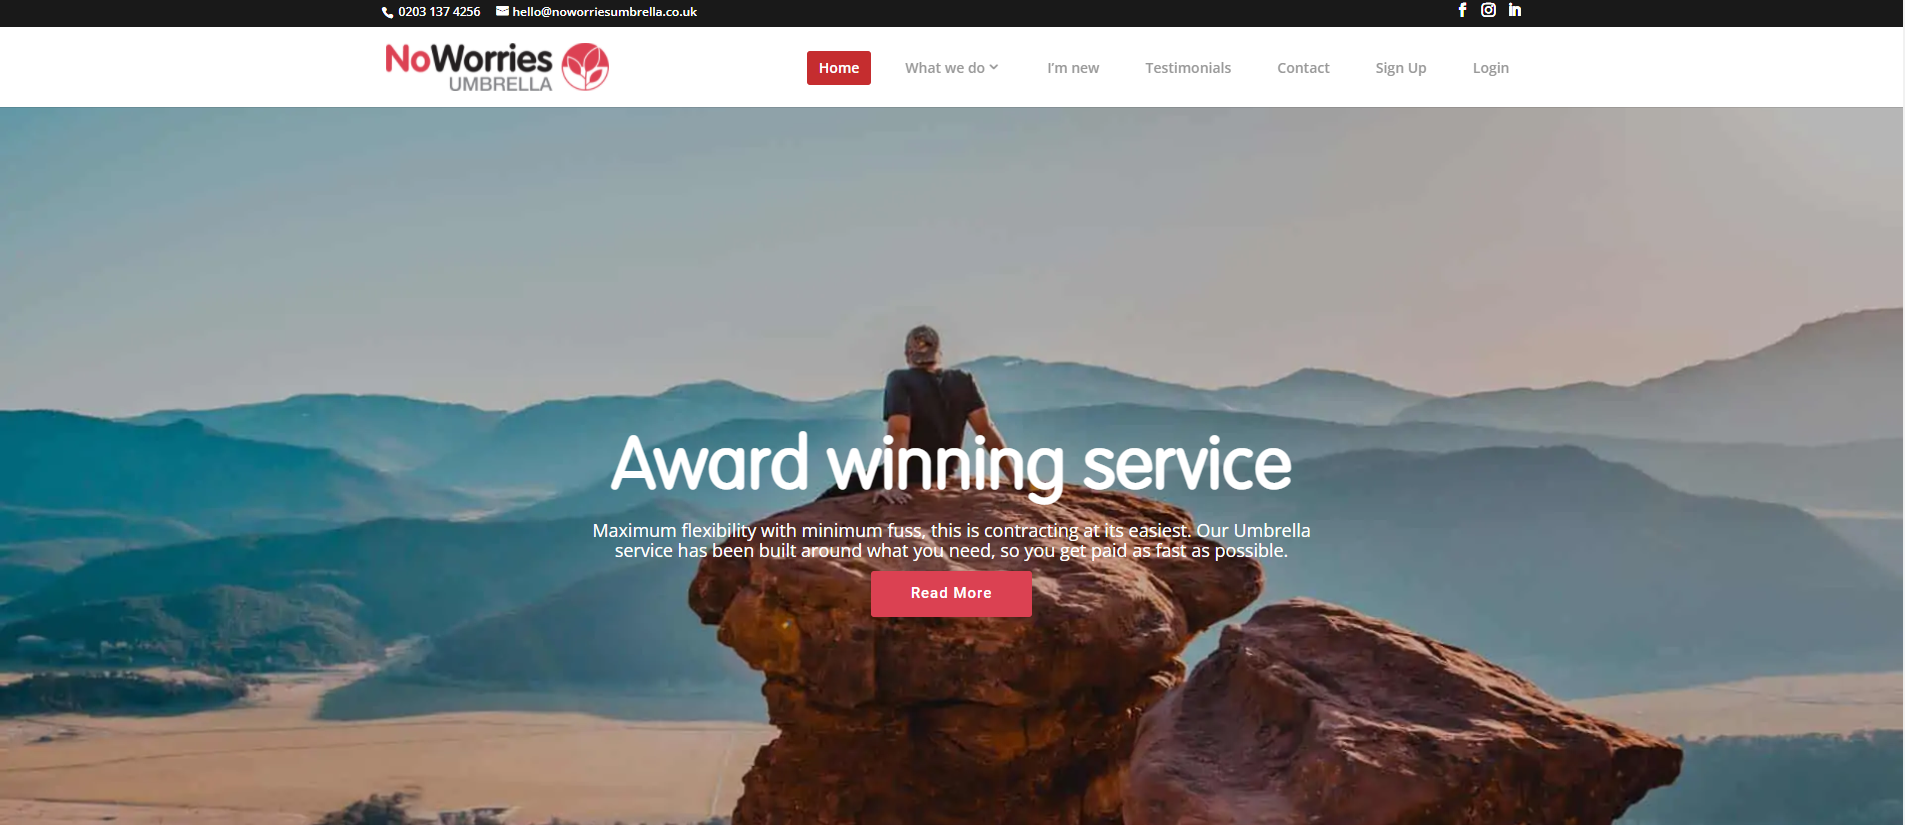 0203 137 4256 hello@noworriesumbrella.co.uk
NoWorries
UMBRELLA
Home What we do I'm new Testimonials Contact Sign Up Login
Award winning service
Maximum flexibility with minimum fuss, this is contracting at its easiest. Our Umbrella
service has been built around what you need, so you get paid as fast as possible.
Read More